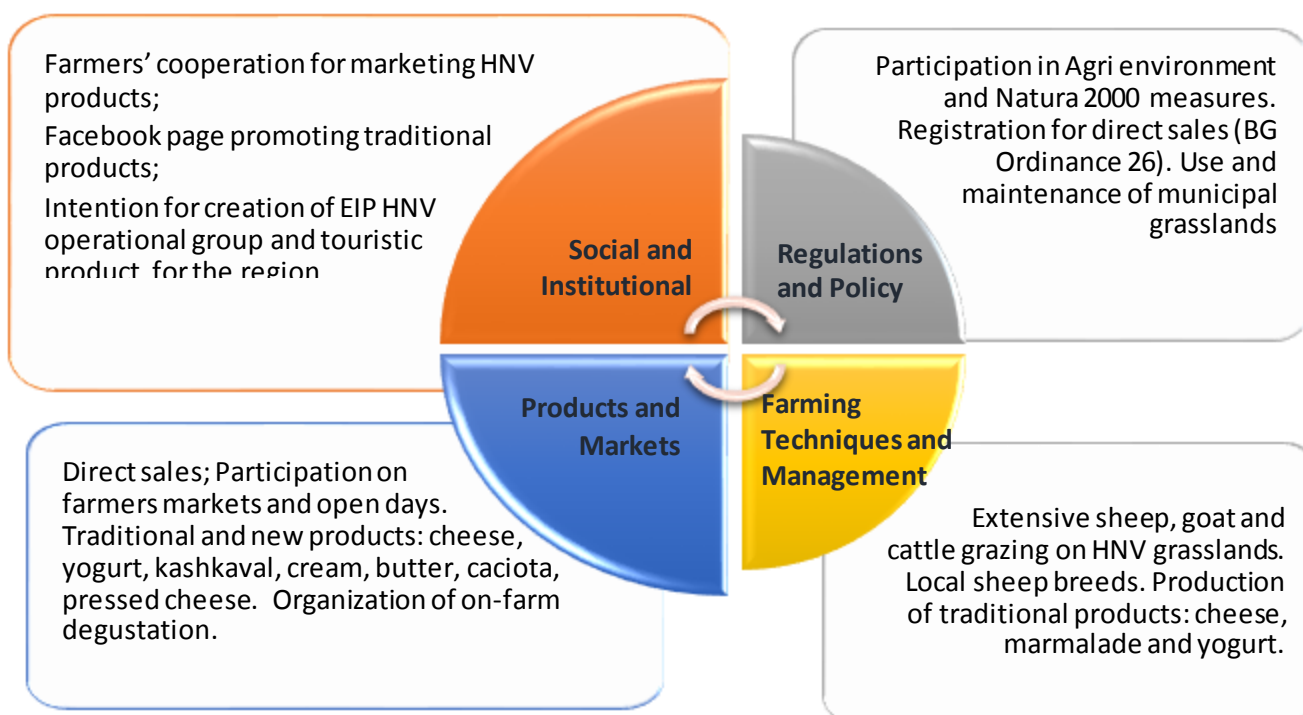 Farmers' cooperation for marketing HNV
products;
Facebook page promoting traditional
products;
Intention for creation of EIP HNV
operational group and touristic
product for the region
Participation in Agri environment
and Natura 2000 measures.
Registration for direct sales (BG
Ordinance 26). Use and
maintenance of municipal
grasslands
Social and
Institutional
Regulations
and Policy
Products and
Markets
Farming
Techniques and
Management
Direct sales; Participation on
farmers markets and open days.
Traditional and new products: cheese,
yogurt, kashkaval, cream, butter, caciota,
pressed cheese. Organization of on-farm
degustation.
Extensive sheep, goat and
cattle grazing on HNV grasslands.
Local sheep breeds. Production
of traditional products: cheese,
marmalade and yogurt.